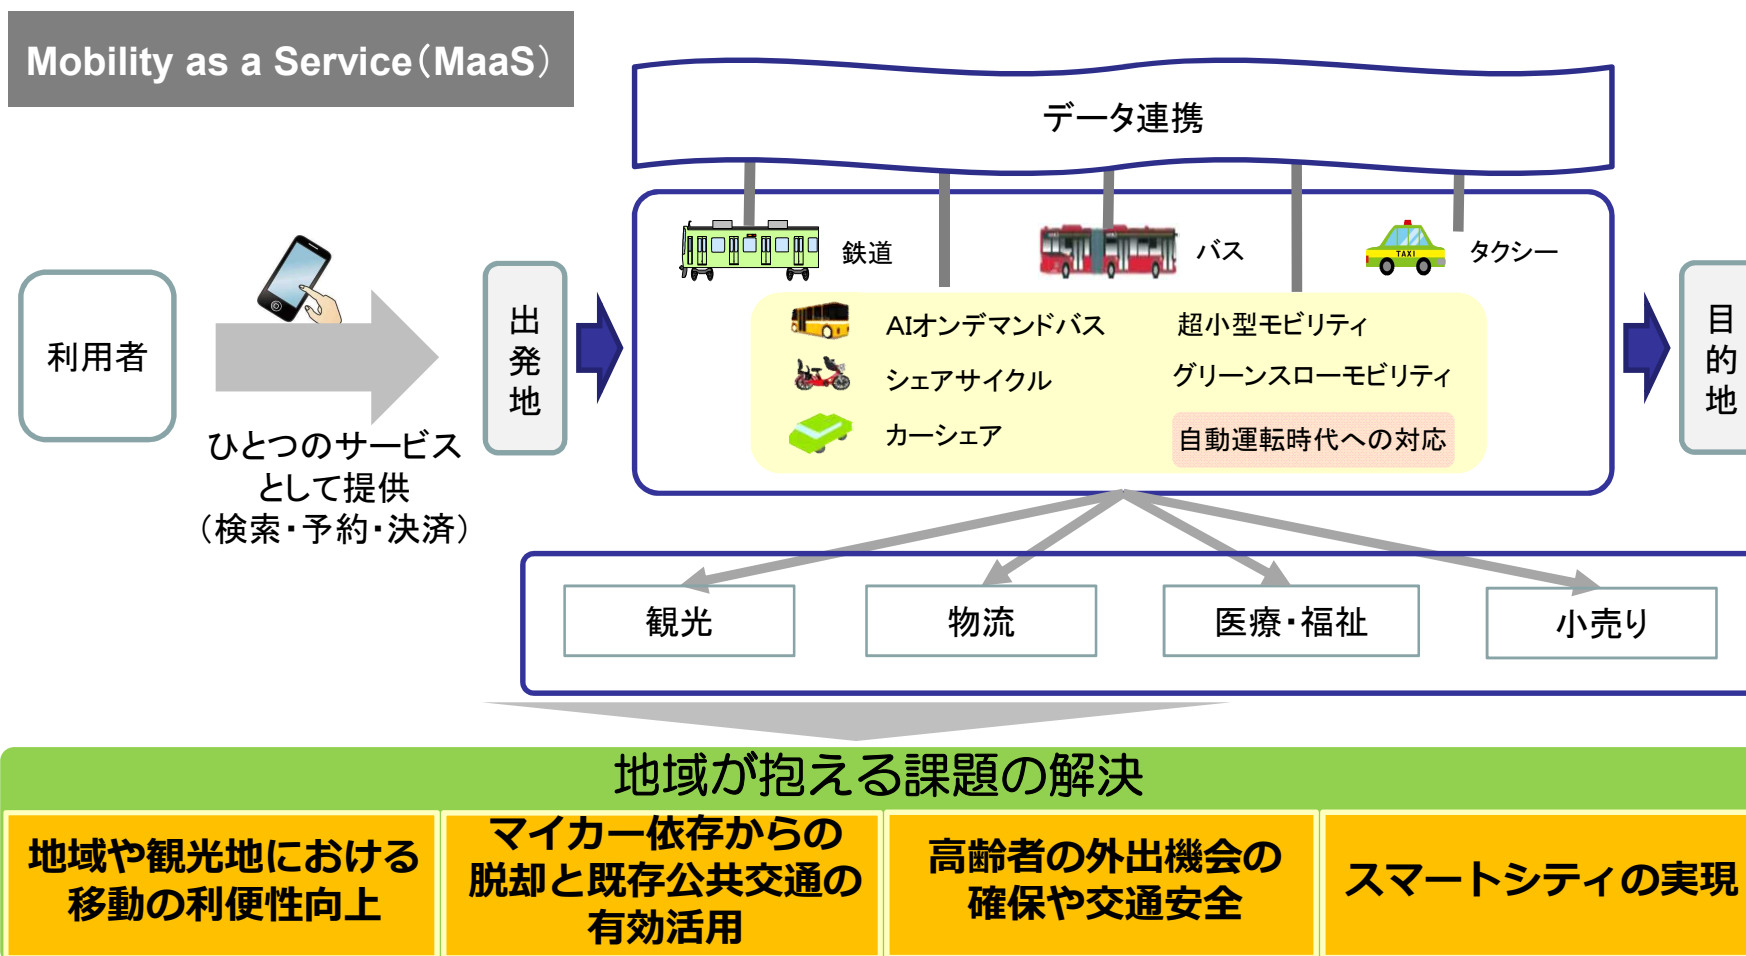 Mobility as a Service（MaaS）
データ連携
鉄道
バス
タクシー
TAXI
利用者
出発地
AIオンデマンドバス
超小型モビリティ
シェアサイクル
グリーンスローモビリティ
カーシェア
自動運転時代への対応
目的地
ひとつのサービス
として提供
（検索・予約・決済）
観光
物流
医療・福祉
小売り
地域が抱える課題の解決
地域や観光地における
移動の利便性向上
マイカー依存からの
脱却と既存公共交通の
有効活用
高齢者の外出機会の
確保や交通安全
スマートシティの実現